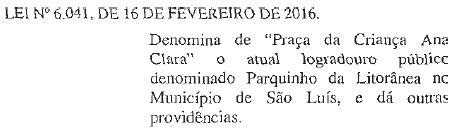 LEI Nº 6.041, DE 16 DE FEVEREIRO DE 2016.
Denomina de “Praça da Criança Ana
Clara” o atual logradouro público
denominado Parquinho da Litorânea no
Município de São Luís, e dá outras
providências.